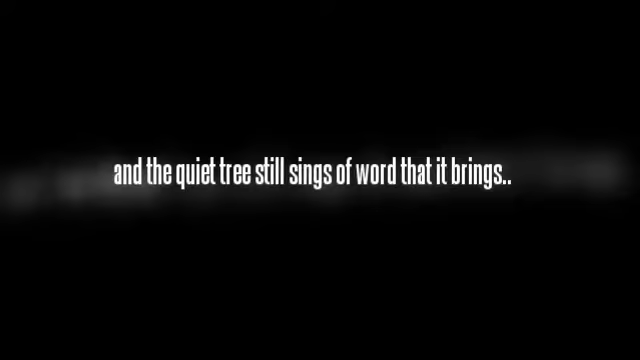 and the quiet tree still sings of word that it brings..